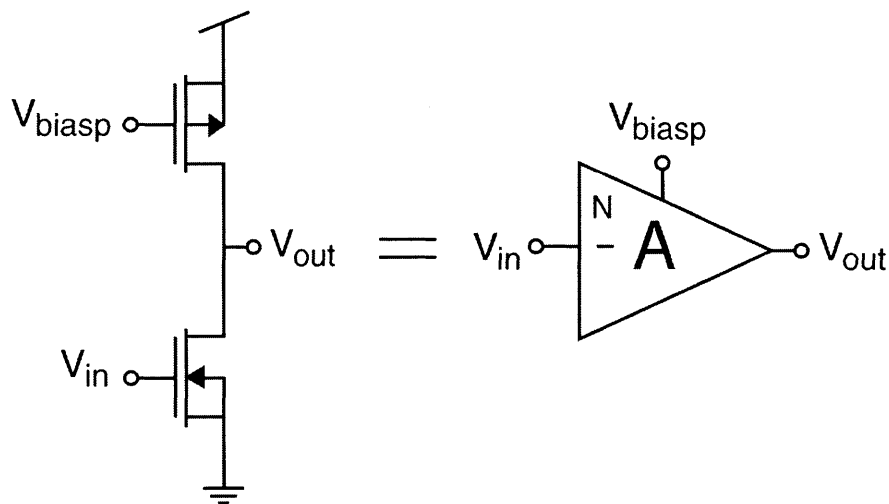 V_biasp
V_out
V_in
=
V_in
V_biasp
N
− A
V_out